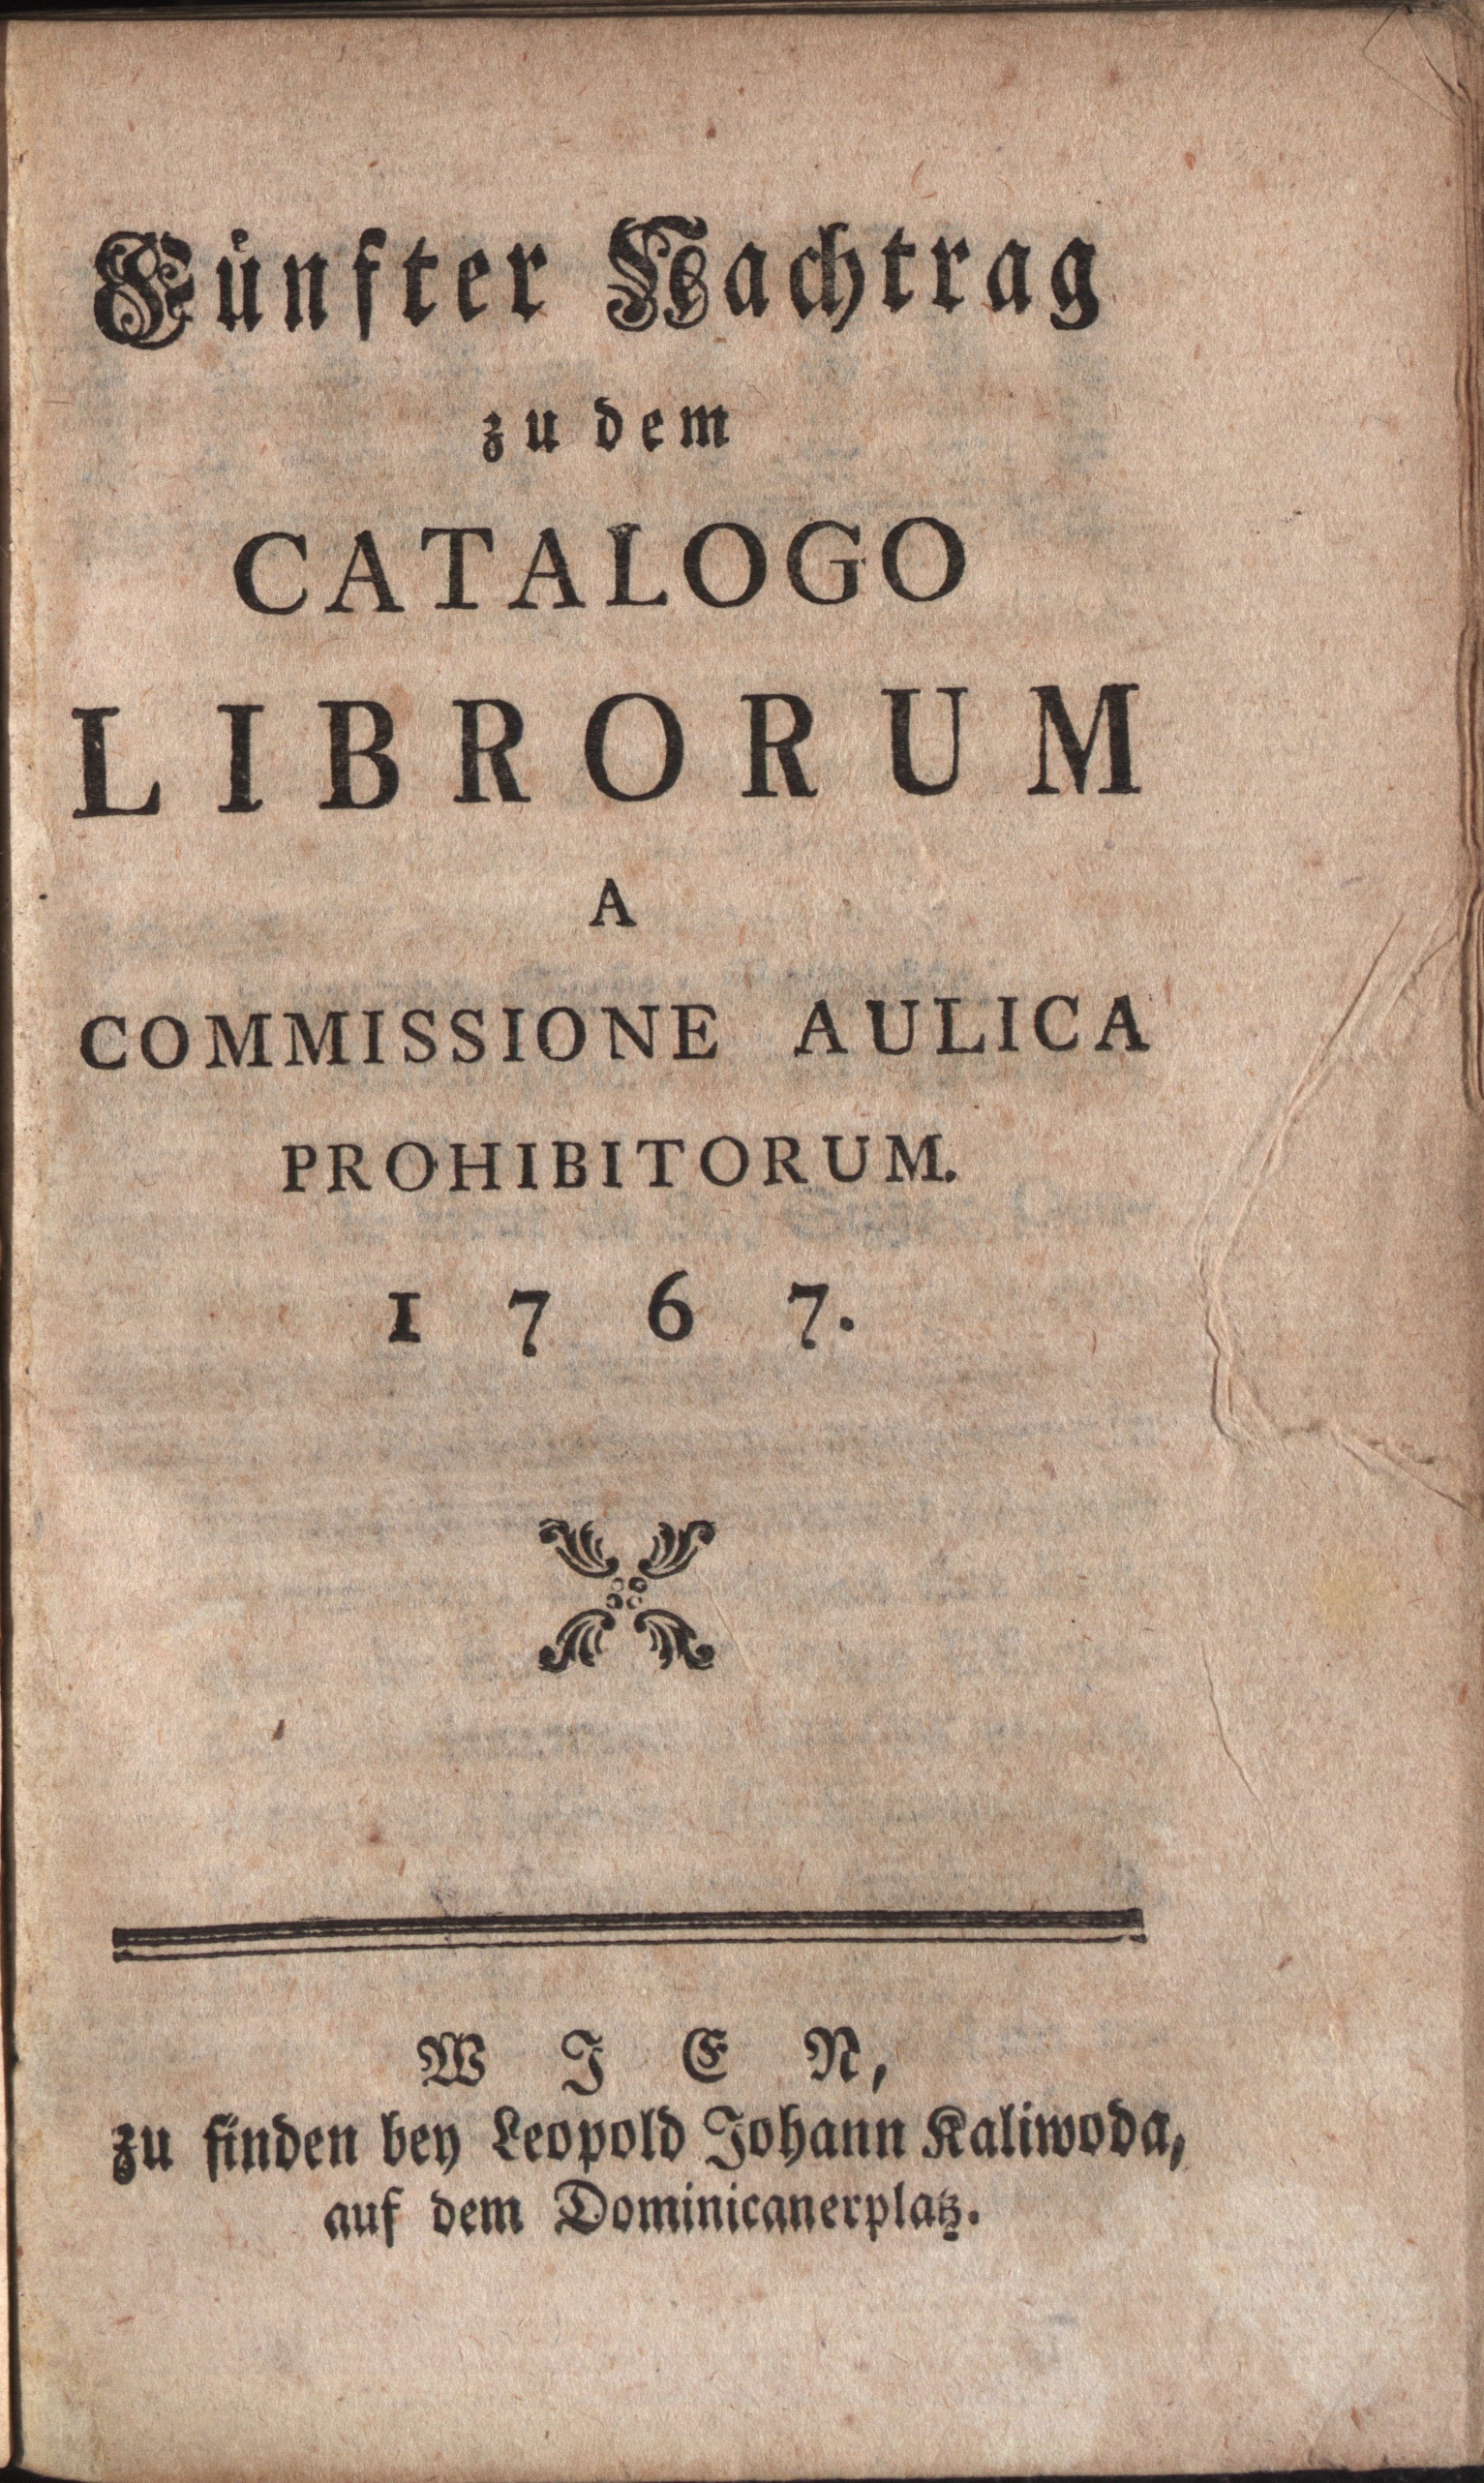 Fünfter Nachtrag
zu dem
CATALOGO
LIBRORUM
A
COMMISSIONE AULICA
PROHIBITORUM.
1767.
WJEN,
zu finden bey Leopold Johann Kaliwoda,
auf dem Dominicanerplatz.